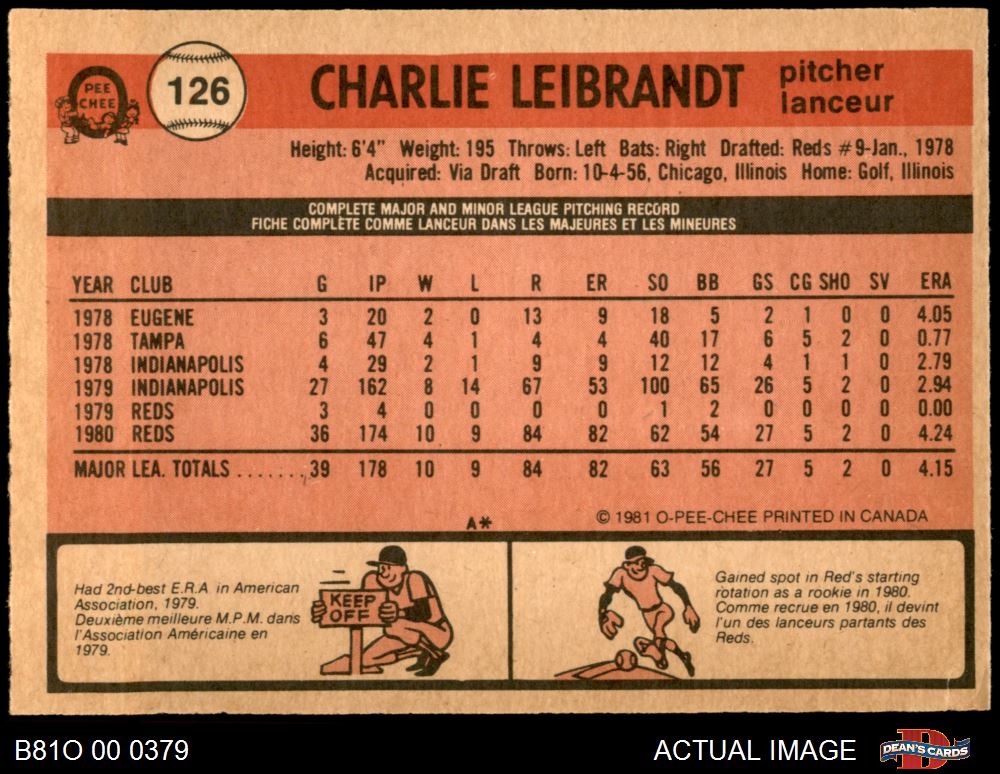 PEE
CHEE
126
CHARLIE LEIBRANDT
pitcher
lanceur
Height: 6'4" Weight: 195 Throws: Left Bats: Right Drafted: Reds #9-Jan., 1978
Acquired: Via Draft Born: 10-4-56, Chicago, Illinois Home: Golf, Illinois
COMPLETE MAJOR AND MINOR LEAGUE PITCHING RECORD
FICHE COMPLÈTE COMME LANCEUR DANS LES MAJEURES ET LES MINEURES
YEAR CLUB G IP W L R ER SO BB GS CG SHO SV ERA
1978 EUGENE 3 20 2 0 13 9 18 5 2 1 0 0 4.05
1978 TAMPA 6 47 4 1 4 4 40 17 6 5 2 0 0.77
1978 INDIANAPOLIS 4 29 2 1 9 9 12 12 4 1 1 0 2.79
1979 INDIANAPOLIS 27 162 8 14 67 53 100 65 26 5 2 0 2.94
1979 REDS 3 4 0 0 0 0 1 2 0 0 0 0 0.00
1980 REDS 36 174 10 9 84 82 62 54 27 5 2 0 4.24
MAJOR LEA. TOTALS ....... 39 178 10 9 84 82 63 56 27 5 2 0 4.15
A* © 1981 O-PEE-CHEE PRINTED IN CANADA
Had 2nd-best E.R.A in American
Association, 1979.
Deuxième meilleure M.P.M. dans
l'Association Américaine en
1979.
KEEP
OFF
Gained spot in Red's starting
rotation as a rookie in 1980.
Comme recrue en 1980, il devint
l'un des lanceurs partants des
Reds.
B81O 00 0379
ACTUAL IMAGE
DEAN'S CARDS